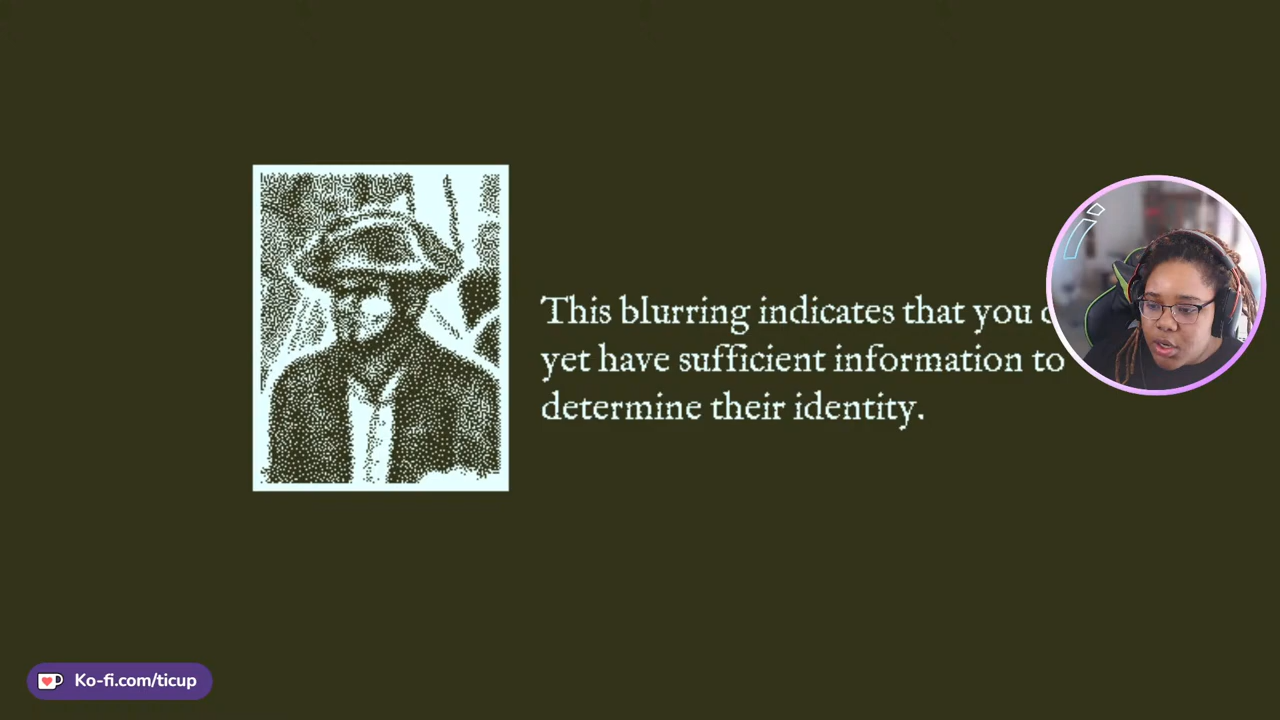 This blurring indicates that you
yet have sufficient information to
determine their identity.
Ko-fi.com/ticup